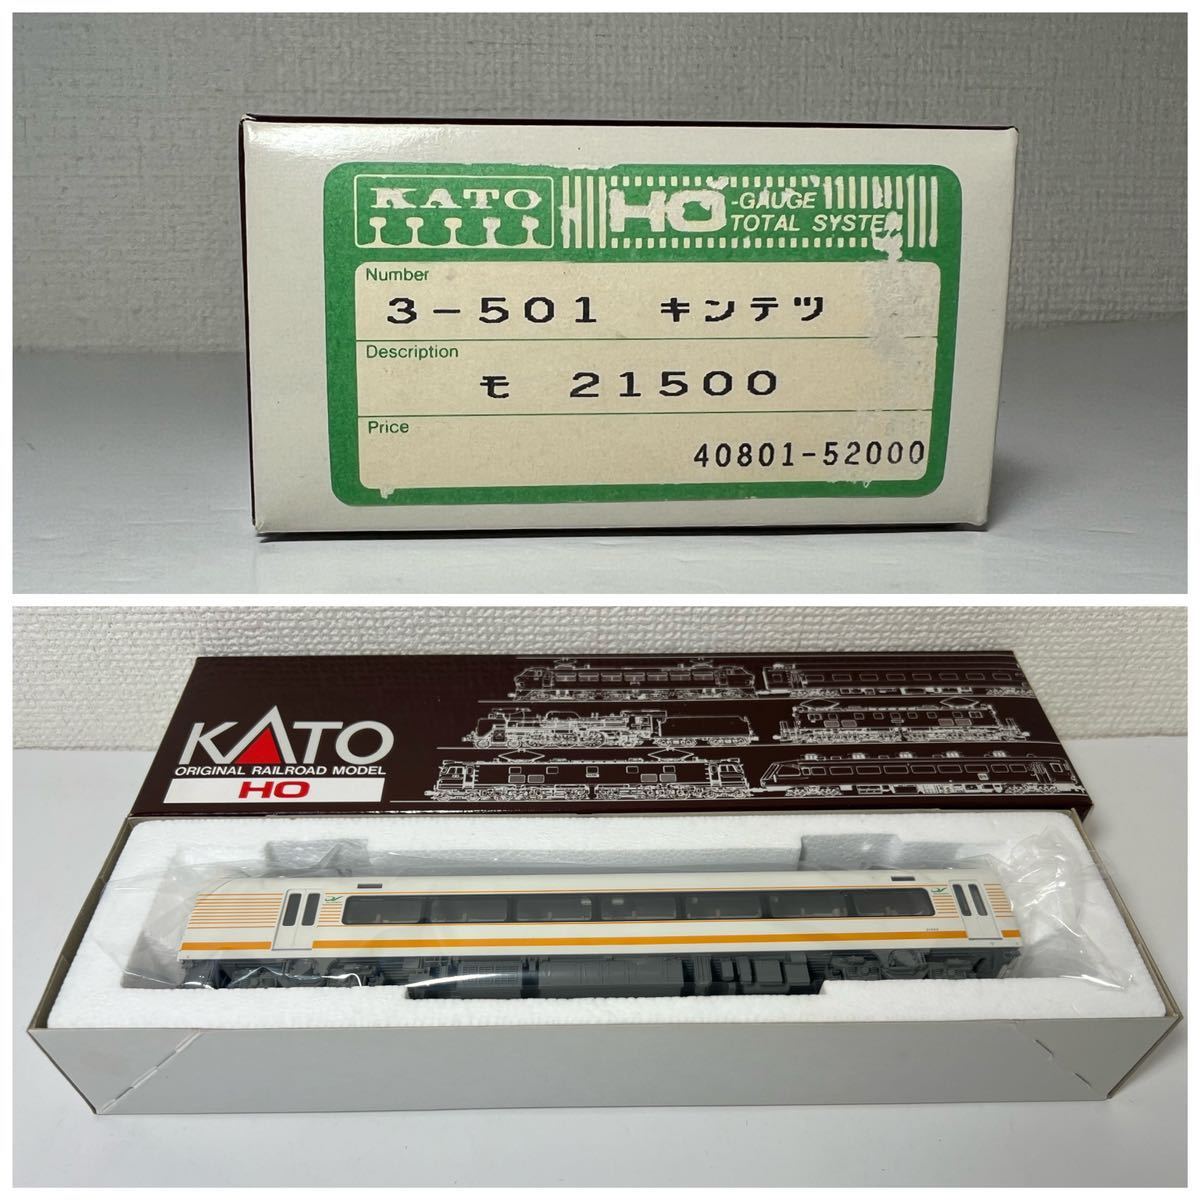 KATO
HO -GAUGE
TOTAL SYSTEM
Number
3-501 キンテツ
Description
モ 21500
Price
40801-52000
KATO
ORIGINAL RAILROAD MODEL
HO